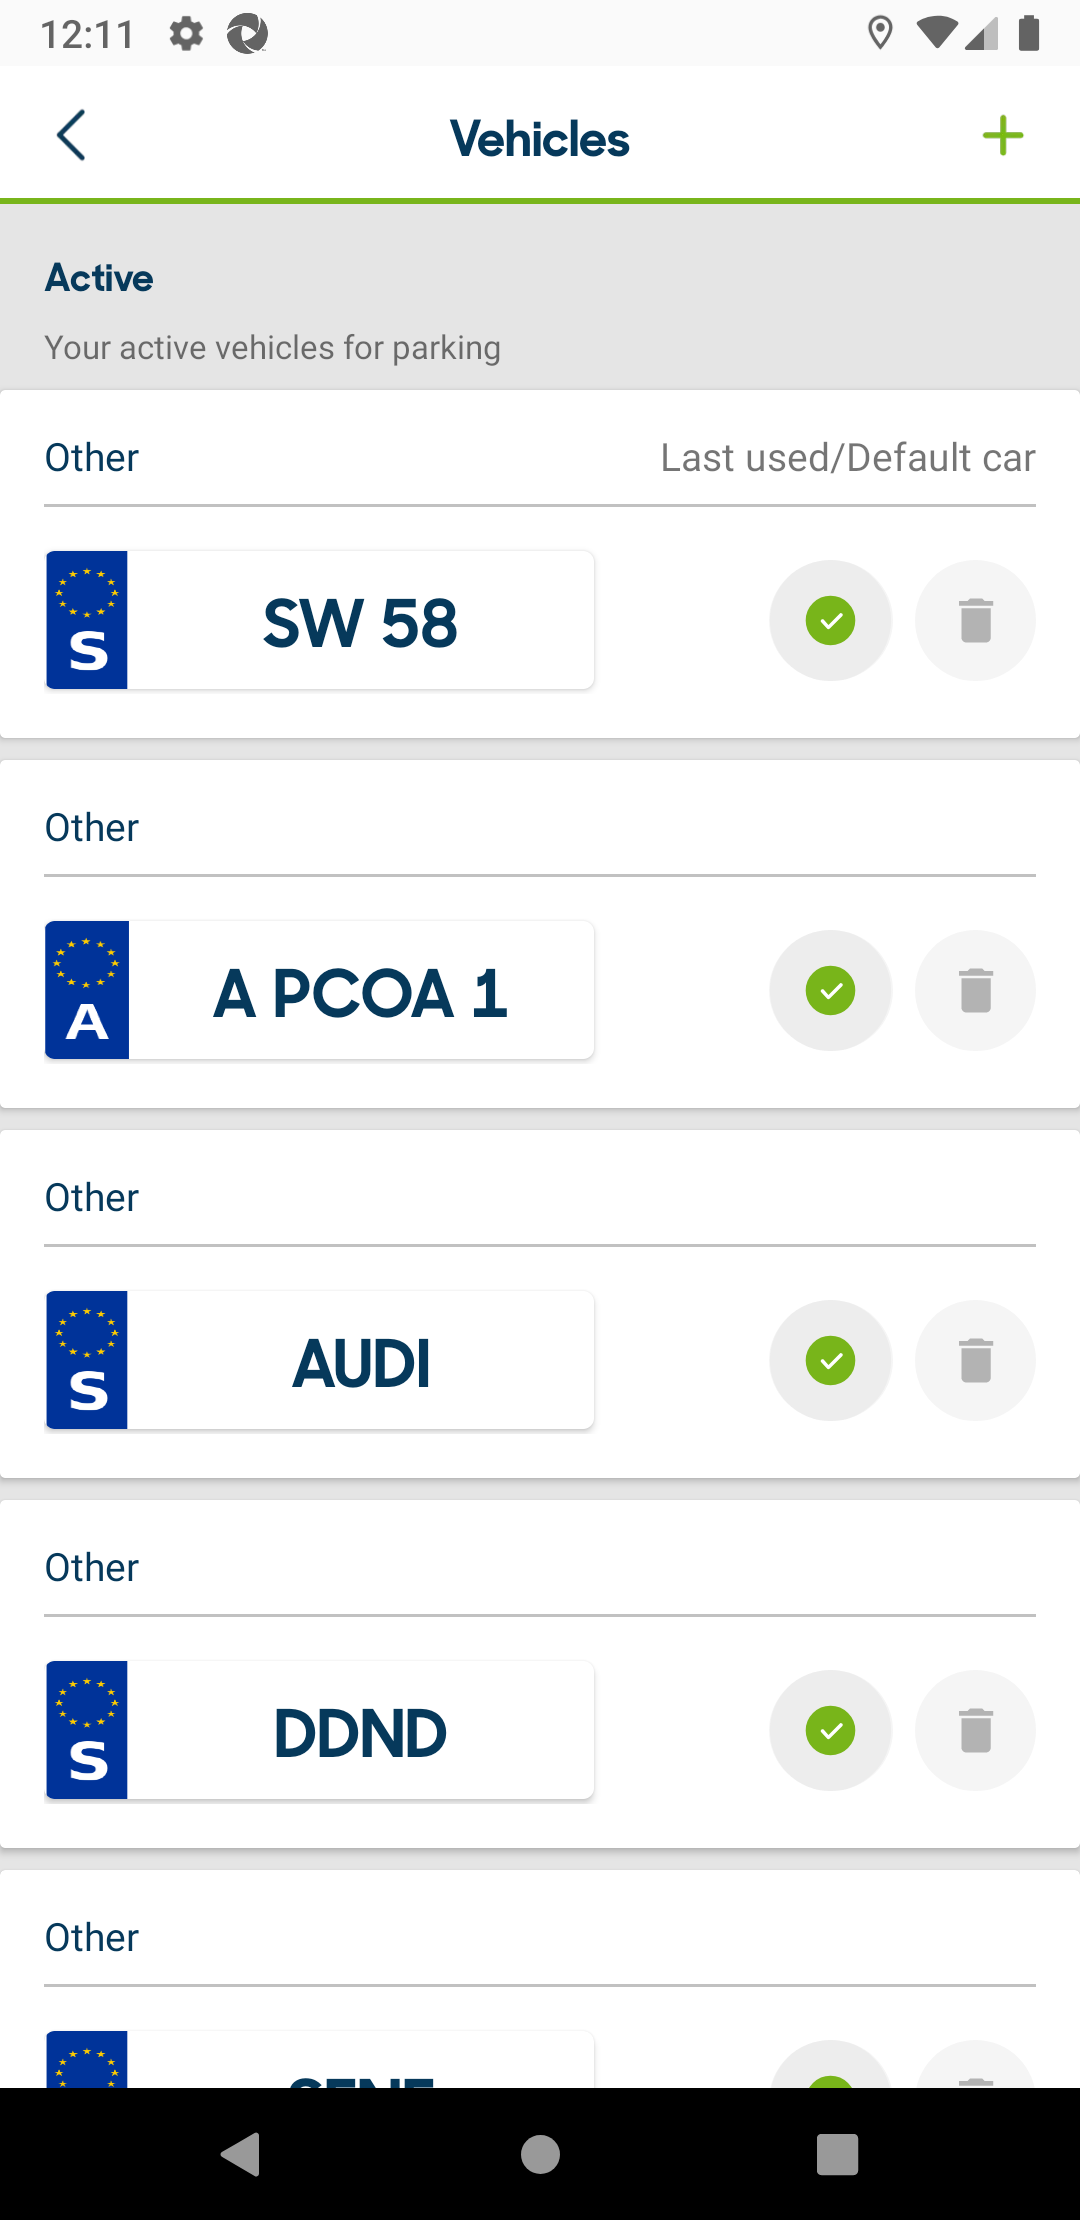 12:11
Vehicles
Active
Your active vehicles for parking
Other Last used/Default car
S SW 58
Other
A A PCOA 1
Other
S AUDI
Other
S DDND
Other